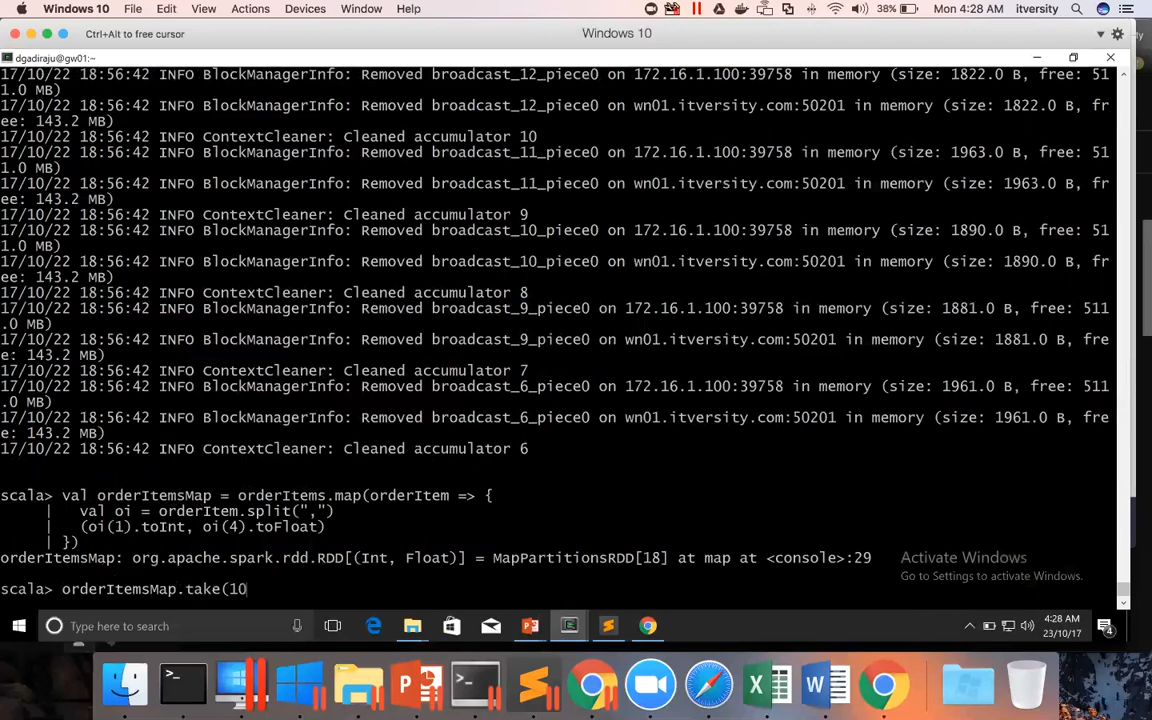 Windows 10 File Edit View Actions Devices Window Help 38% Mon 4:28 AM itversity
Ctrl+Alt to free cursor Windows 10
dgadiraju@gw01:~
17/10/22 18:56:42 INFO BlockManagerInfo: Removed broadcast_12_piece0 on 172.16.1.100:39758 in memory (size: 1822.0 B, free: 51
1.0 MB)
17/10/22 18:56:42 INFO BlockManagerInfo: Removed broadcast_12_piece0 on wn01.itversity.com:50201 in memory (size: 1822.0 B, fr
ee: 143.2 MB)
17/10/22 18:56:42 INFO ContextCleaner: Cleaned accumulator 10
17/10/22 18:56:42 INFO BlockManagerInfo: Removed broadcast_11_piece0 on 172.16.1.100:39758 in memory (size: 1963.0 B, free: 51
1.0 MB)
17/10/22 18:56:42 INFO BlockManagerInfo: Removed broadcast_11_piece0 on wn01.itversity.com:50201 in memory (size: 1963.0 B, fr
ee: 143.2 MB)
17/10/22 18:56:42 INFO ContextCleaner: Cleaned accumulator 9
17/10/22 18:56:42 INFO BlockManagerInfo: Removed broadcast_10_piece0 on 172.16.1.100:39758 in memory (size: 1890.0 B, free: 51
1.0 MB)
17/10/22 18:56:42 INFO BlockManagerInfo: Removed broadcast_10_piece0 on wn01.itversity.com:50201 in memory (size: 1890.0 B, fr
ee: 143.2 MB)
17/10/22 18:56:42 INFO ContextCleaner: Cleaned accumulator 8
17/10/22 18:56:42 INFO BlockManagerInfo: Removed broadcast_9_piece0 on 172.16.1.100:39758 in memory (size: 1881.0 B, free: 511
.0 MB)
17/10/22 18:56:42 INFO BlockManagerInfo: Removed broadcast_9_piece0 on wn01.itversity.com:50201 in memory (size: 1881.0 B, fre
e: 143.2 MB)
17/10/22 18:56:42 INFO ContextCleaner: Cleaned accumulator 7
17/10/22 18:56:42 INFO BlockManagerInfo: Removed broadcast_6_piece0 on 172.16.1.100:39758 in memory (size: 1961.0 B, free: 511
.0 MB)
17/10/22 18:56:42 INFO BlockManagerInfo: Removed broadcast_6_piece0 on wn01.itversity.com:50201 in memory (size: 1961.0 B, fre
e: 143.2 MB)
17/10/22 18:56:42 INFO ContextCleaner: Cleaned accumulator 6
scala> val orderItemsMap = orderItems.map(orderItem => {
| val oi = orderItem.split(",")
| (oi(1).toInt, oi(4).toFloat)
| })
orderItemsMap: org.apache.spark.rdd.RDD[(Int, Float)] = MapPartitionsRDD[18] at map at <console>:29
Activate Windows
Go to Settings to activate Windows.
scala> orderItemsMap.take(10
Type here to search
4:28 AM
23/10/17
4